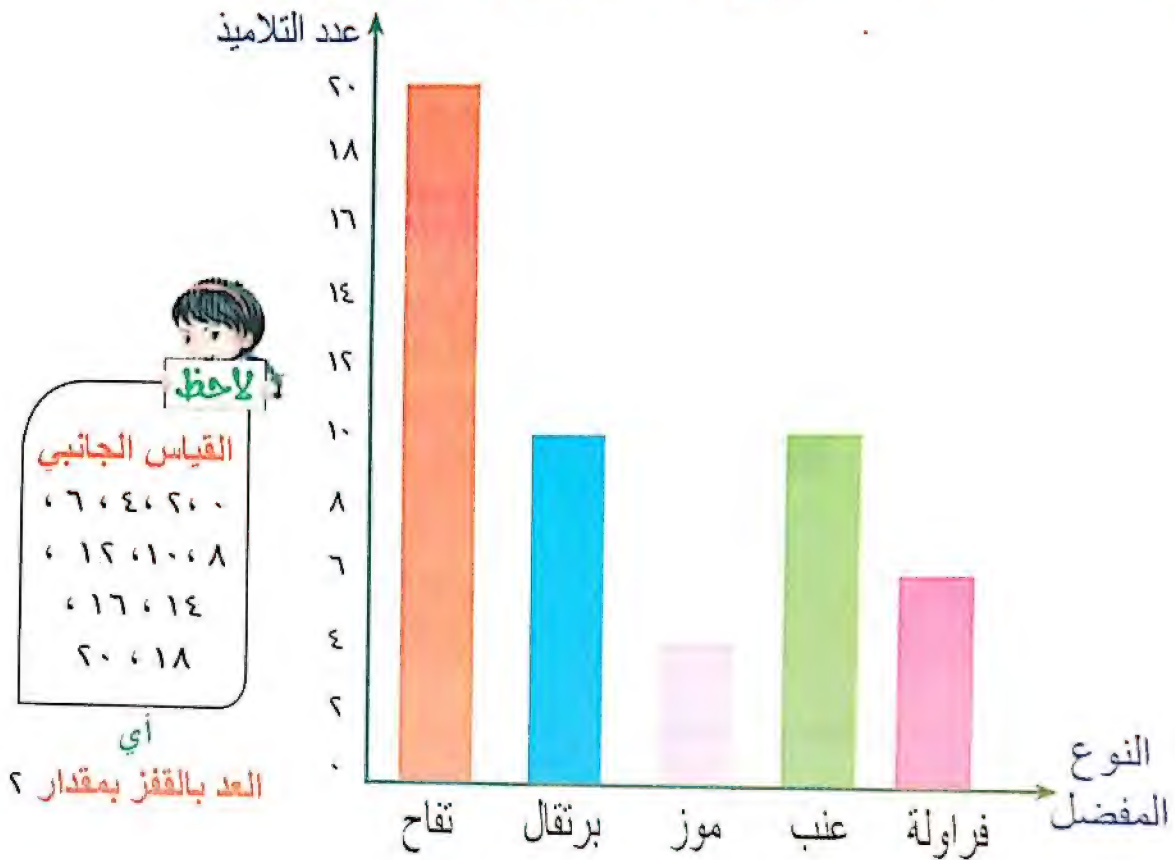 عدد التلاميذ
٢٠
١٨
١٦
١٤
١٢
١٠
٨
٦
٤
٢
٠
تفاح
برتقال
موز
عنب
فراولة
النوع
المفضل
لاحظ
القياس الجانبي
٠ ،٢ ،٤ ، ٦ ،
٨ ،١٠، ١٢ ،
١٤ ، ١٦ ،
١٨ ، ٢٠
أي
العد بالقفز بمقدار ٢